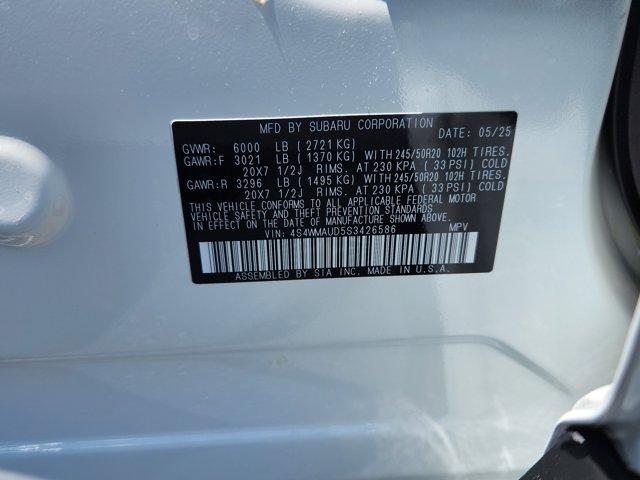 MFD BY SUBARU CORPORATION DATE: 05/25
GVWR: 6000 LB (2721 KG)
GAWR:F 3021 LB (1370 KG) WITH 245/50R20 102H TIRES.
20X7 1/2J RIMS. AT 230 KPA (33 PSI) COLD
GAWR:R 3296 LB (1495 KG) WITH 245/50R20 102H TIRES.
20X7 1/2J RIMS. AT 230 KPA (33 PSI) COLD
THIS VEHICLE CONFORMS TO ALL APPLICABLE FEDERAL MOTOR
VEHICLE SAFETY AND THEFT PREVENTION STANDARDS
IN EFFECT ON THE DATE OF MANUFACTURE SHOWN ABOVE.
VIN: 4S4WMAUD5S3426586 MPV
ASSEMBLED BY SIA INC. MADE IN U.S.A.